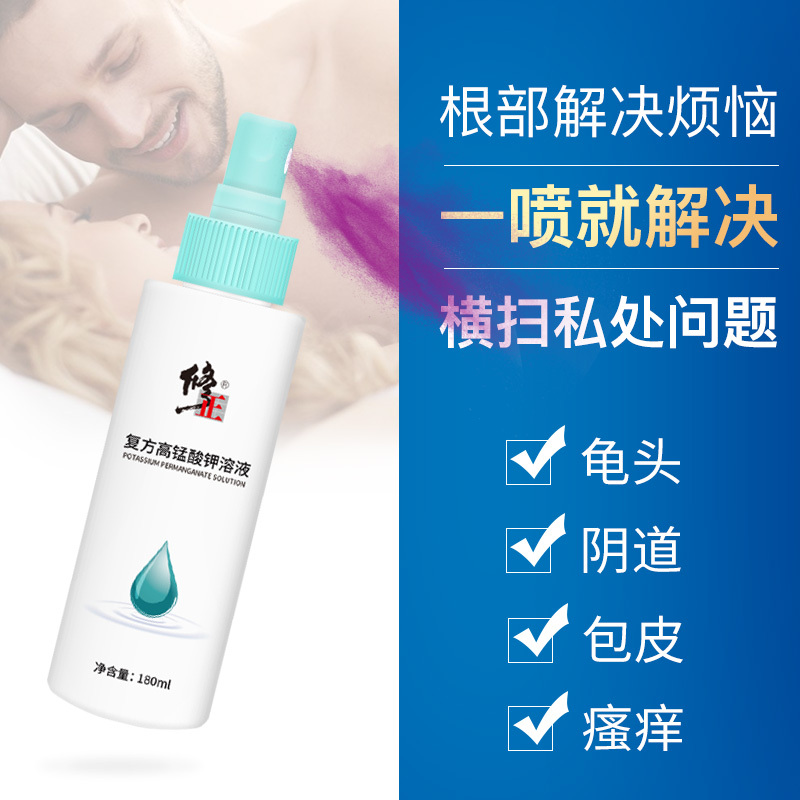 根部解决烦恼
一喷就解决
横扫私处问题
修正®
复方高锰酸钾溶液
POTASSIUM PERMANGANATE SOLUTION
净含量：180ml
龟头
阴道
包皮
瘙痒